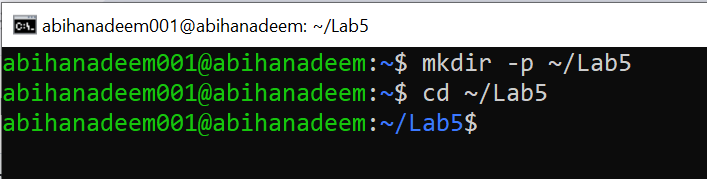 abihanadeem001@abihanadeem: ~/Lab5
abihanadeem001@abihanadeem:~$ mkdir -p ~/Lab5
abihanadeem001@abihanadeem:~$ cd ~/Lab5
abihanadeem001@abihanadeem:~/Lab5$